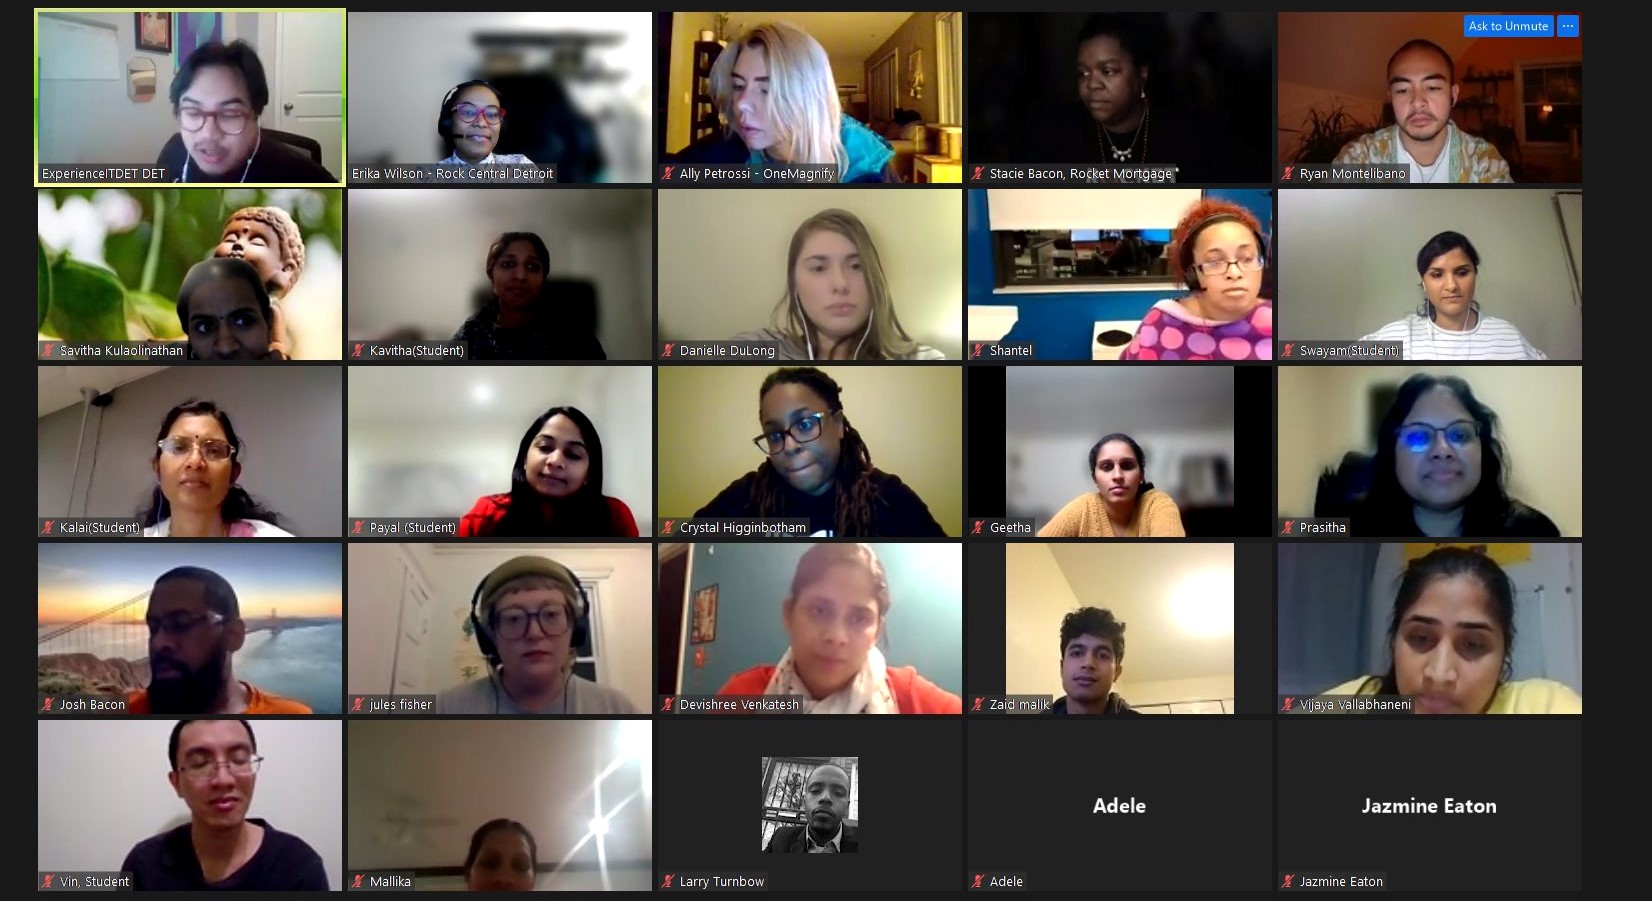 Ask to Unmute ...
ExperienceITDET DET
Erika Wilson - Rock Central Detroit
Ally Petrossi - OneMagnify
Stacie Bacon, Rocket Mortgage
Ryan Montelibano
Savitha Kulaolinathan
Kavitha(Student)
Danielle DuLong
Shantel
Swayam(Student)
Kalai(Student)
Payal (Student)
Crystal Higginbotham
Geetha
Prasitha
Josh Bacon
jules fisher
Devishree Venkatesh
Zaid malik
Vijaya Vallabhaneni
Vin, Student
Mallika
Larry Turnbow
Adele
Adele
Jazmine Eaton
Jazmine Eaton